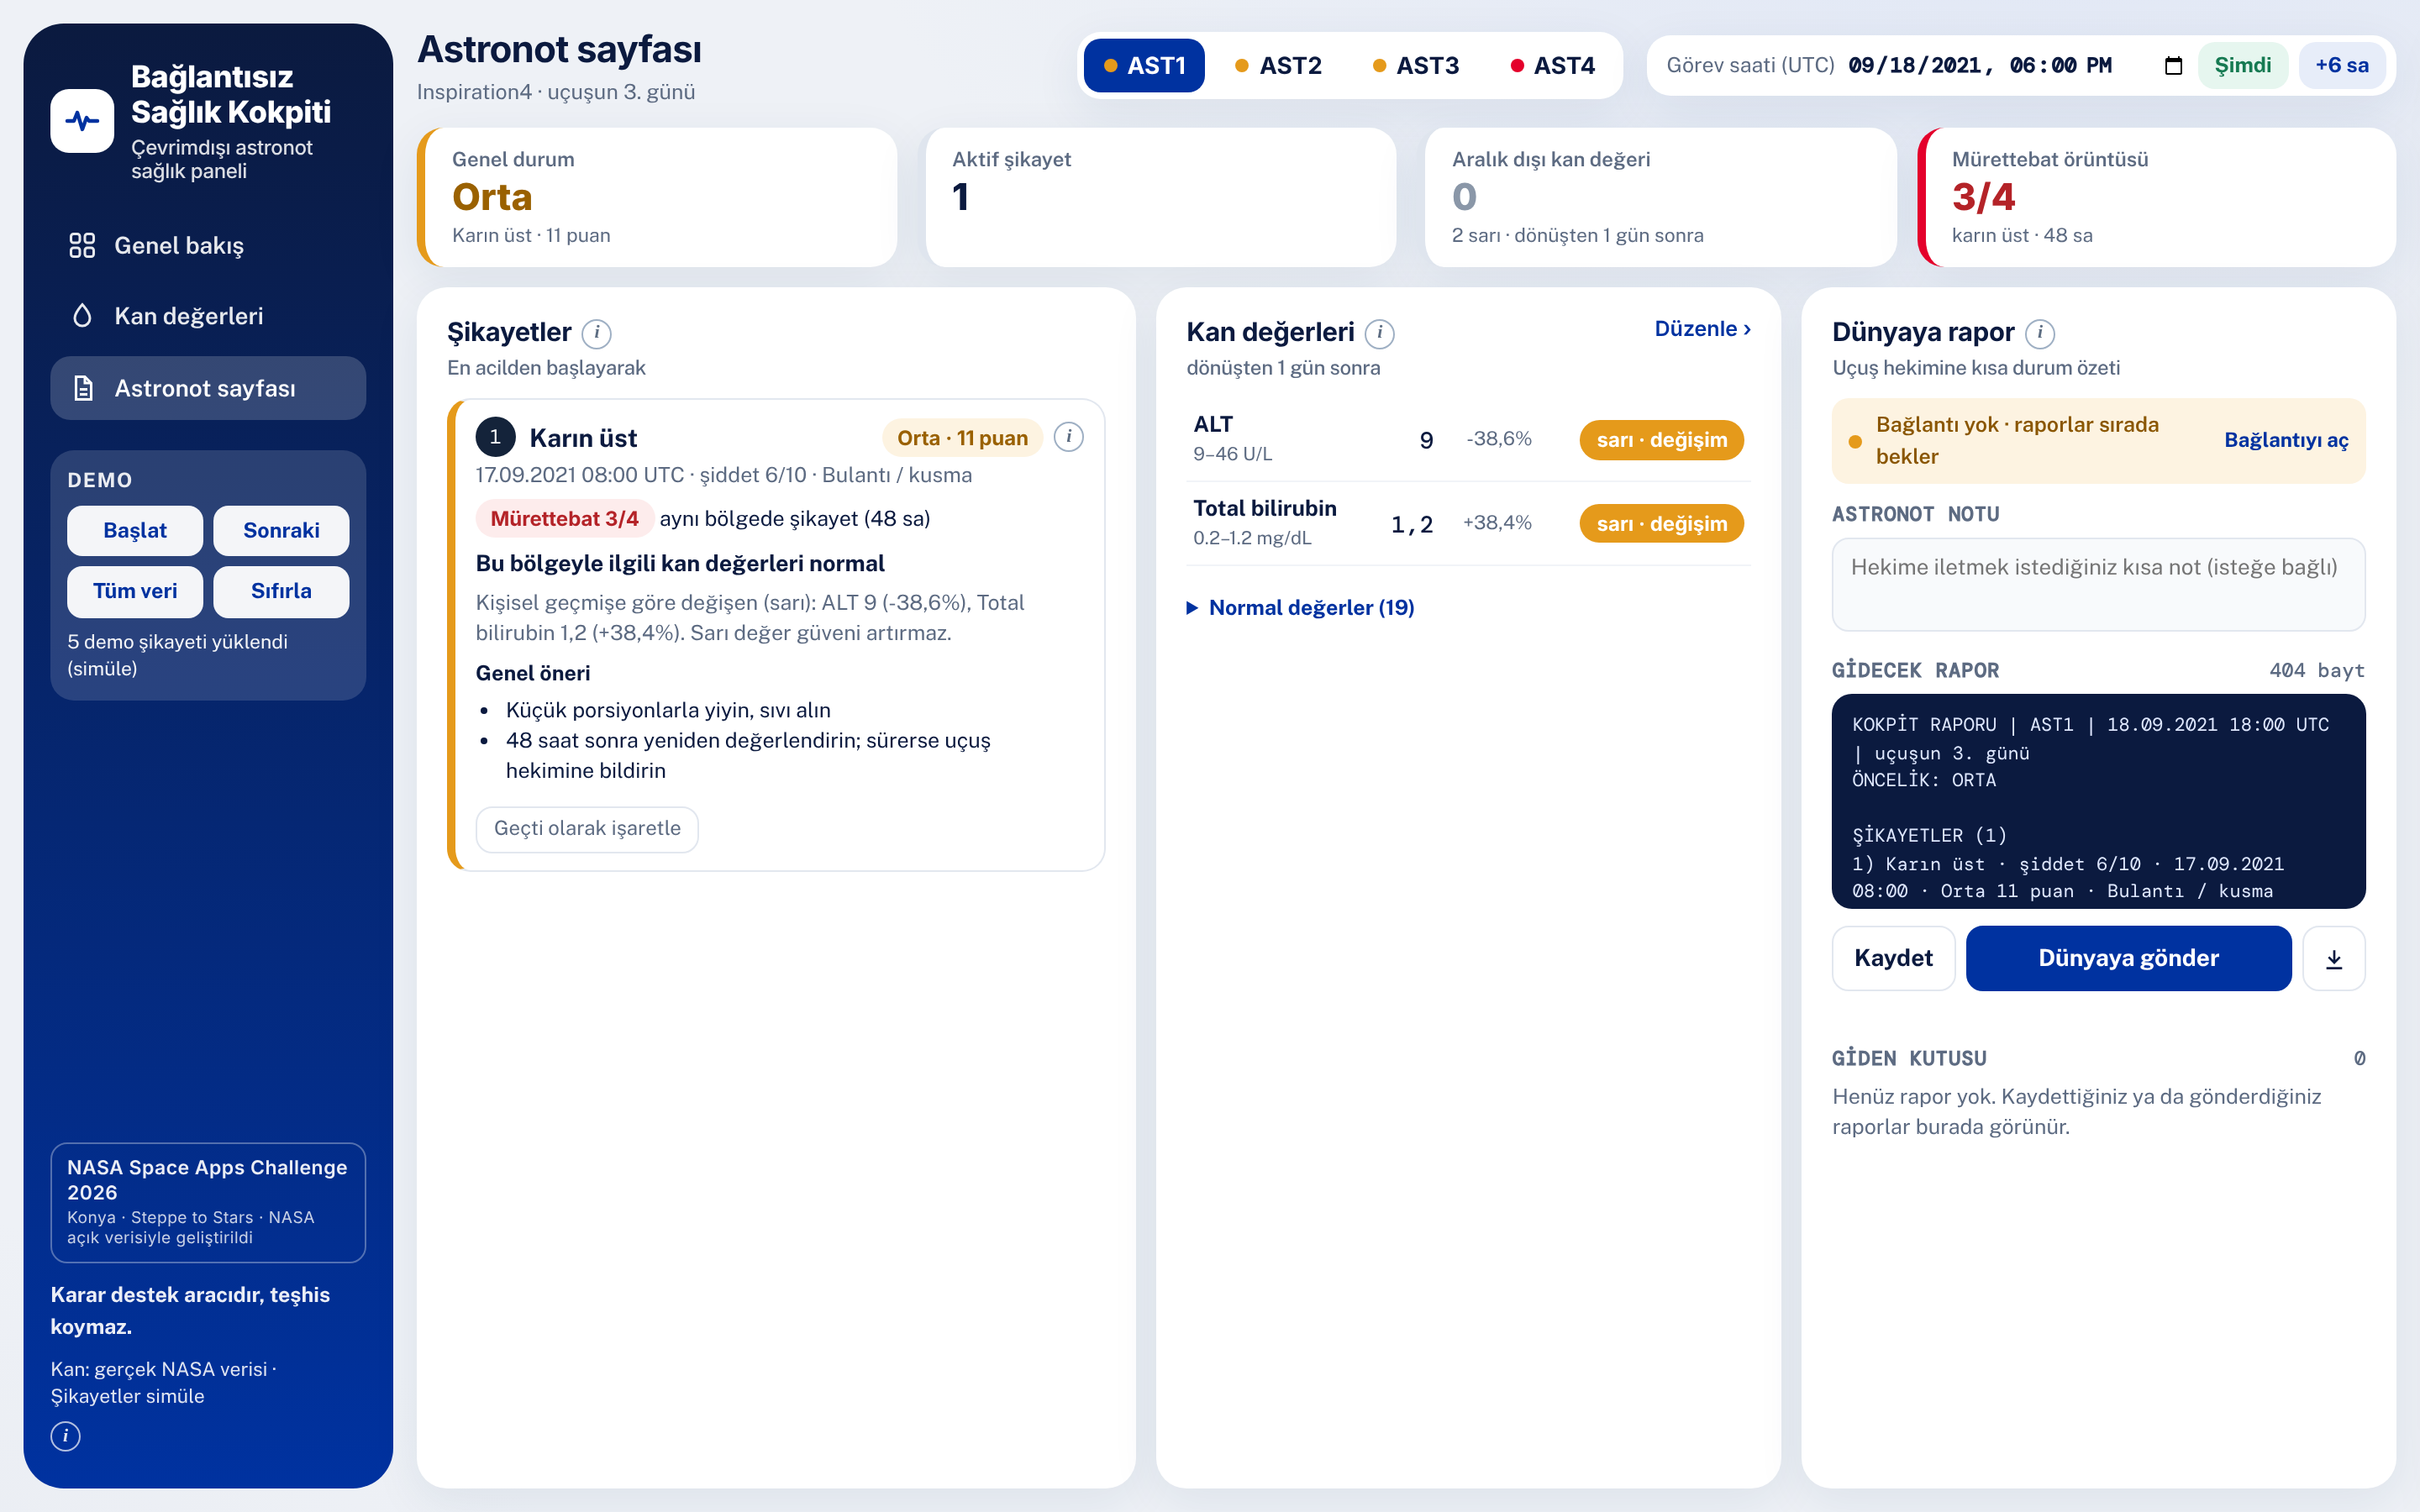 Bağlantısız
Sağlık Kokpiti
Çevrimdışı astronot
sağlık paneli
Genel bakış
Kan değerleri
Astronot sayfası
DEMO
Başlat
Sonraki
Tüm veri
Sıfırla
5 demo şikayeti yüklendi
(simüle)
NASA Space Apps Challenge
2026
Konya · Steppe to Stars · NASA
açık verisiyle geliştirildi
Karar destek aracıdır, teşhis
koymaz.
Kan: gerçek NASA verisi ·
Şikayetler simüle
i
Astronot sayfası
Inspiration4 · uçuşun 3. günü
AST1
AST2
AST3
AST4
Görev saati (UTC) 09/18/2021, 06:00 PM
Şimdi
+6 sa
Genel durum
Orta
Karın üst · 11 puan
Aktif şikayet
1
Aralık dışı kan değeri
0
2 sarı · dönüşten 1 gün sonra
Mürettebat örüntüsü
3/4
karın üst · 48 sa
Şikayetler i
En acilden başlayarak
1 Karın üst Orta · 11 puan i
17.09.2021 08:00 UTC · şiddet 6/10 · Bulantı / kusma
Mürettebat 3/4 aynı bölgede şikayet (48 sa)
Bu bölgeyle ilgili kan değerleri normal
Kişisel geçmişe göre değişen (sarı): ALT 9 (-38,6%), Total
bilirubin 1,2 (+38,4%). Sarı değer güveni artırmaz.
Genel öneri
• Küçük porsiyonlarla yiyin, sıvı alın
• 48 saat sonra yeniden değerlendirin; sürerse uçuş
hekimine bildirin
Geçti olarak işaretle
Kan değerleri i
Düzenle ›
dönüşten 1 gün sonra
ALT
9–46 U/L
9 -38,6% sarı · değişim
Total bilirubin
0.2–1.2 mg/dL
1,2 +38,4% sarı · değişim
▶ Normal değerler (19)
Dünyaya rapor i
Uçuş hekimine kısa durum özeti
Bağlantı yok · raporlar sırada
bekler
Bağlantıyı aç
ASTRONOT NOTU
Hekime iletmek istediğiniz kısa not (isteğe bağlı)
GİDECEK RAPOR 404 bayt
KOKPİT RAPORU | AST1 | 18.09.2021 18:00 UTC
| uçuşun 3. günü
ÖNCELİK: ORTA
ŞİKAYETLER (1)
1) Karın üst · şiddet 6/10 · 17.09.2021
08:00 · Orta 11 puan · Bulantı / kusma
Kaydet
Dünyaya gönder
GİDEN KUTUSU 0
Henüz rapor yok. Kaydettiğiniz ya da gönderdiğiniz
raporlar burada görünür.